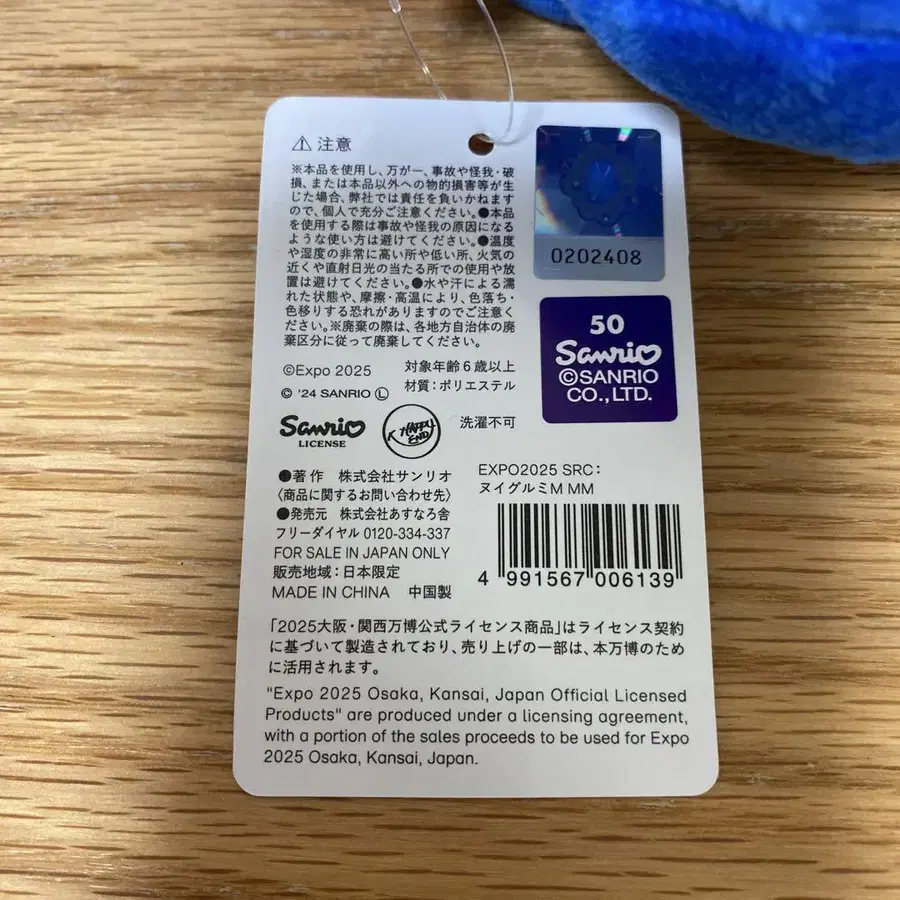 ⚠ 注意
※本品を使用し、万が一、事故や怪我・破
損、または本品以外への物的損害等が生
じた場合、弊社では責任を負いかねます
ので、個人で充分ご注意ください。●本品
を使用する際は事故や怪我の原因になる
ような使い方は避けてください。●温度
や湿度の非常に高い所や低い所、火気の
近くや直射日光の当たる所での使用や放
置は避けてください。●水や汗による濡
れた状態や、摩擦・高温により、色落ち・
色移りする恐れがありますのでご注意く
ださい。※廃棄の際は、各地方自治体の廃
棄区分に従って廃棄してください。
0202408
50
Sanrio
©SANRIO
CO.,LTD.
©Expo 2025
対象年齢6歳以上
© '24 SANRIO Ⓛ
材質：ポリエステル
Sanrio
LICENSE
HAPPY
END
洗濯不可
●著作 株式会社サンリオ
〈商品に関するお問い合わせ先〉
●発売元 株式会社あすなろ舎
フリーダイヤル 0120-334-337
FOR SALE IN JAPAN ONLY
販売地域：日本限定
MADE IN CHINA 中国製
EXPO2025 SRC：
ヌイグルミM MM
4 991567 006139
「2025大阪・関西万博公式ライセンス商品」はライセンス契約
に基づいて製造されており、売り上げの一部は、本万博のため
に活用されます。
"Expo 2025 Osaka, Kansai, Japan Official Licensed
Products" are produced under a licensing agreement,
with a portion of the sales proceeds to be used for Expo
2025 Osaka, Kansai, Japan.